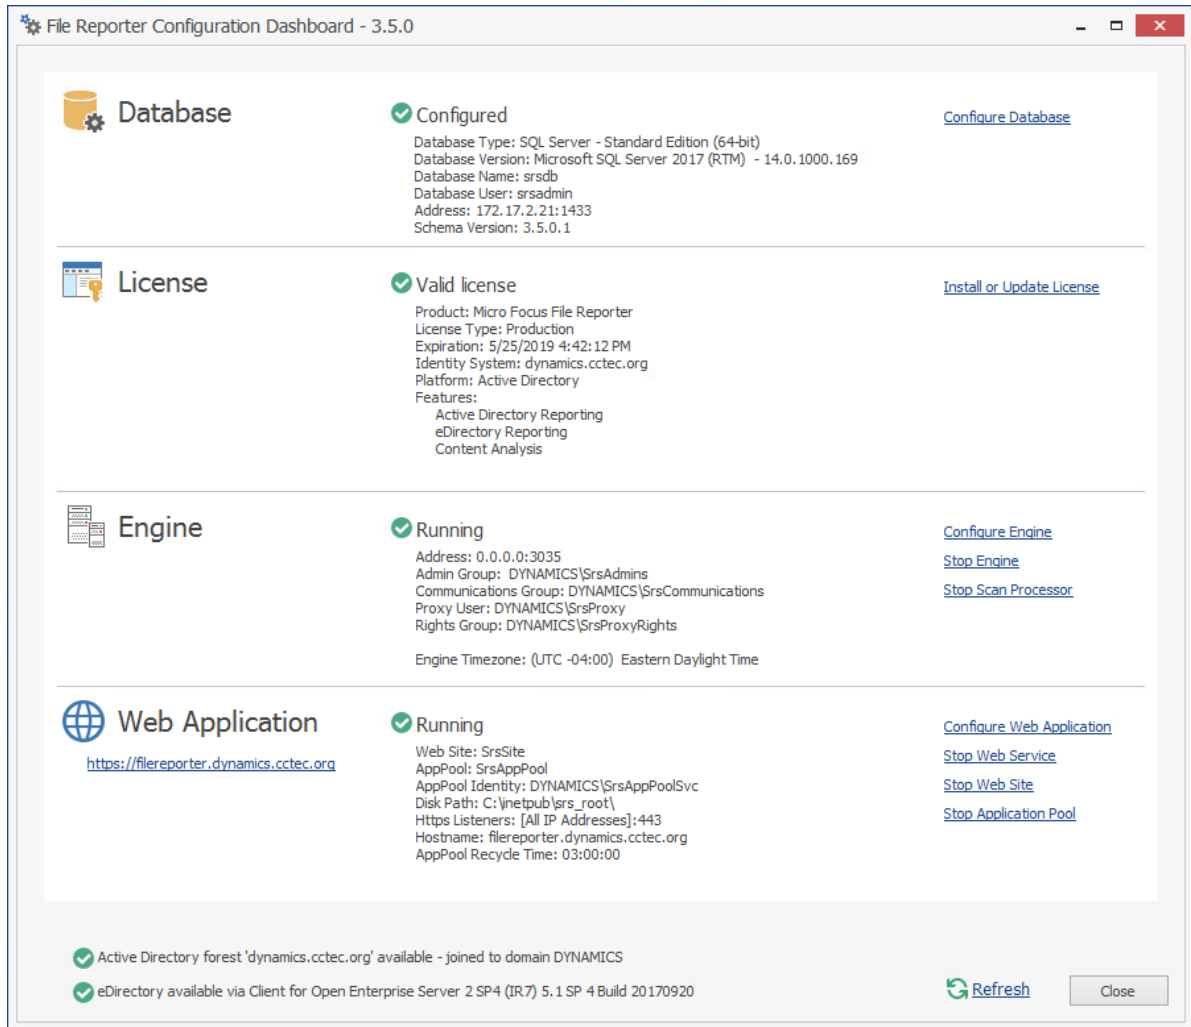 File Reporter Configuration Dashboard - 3.5.0
Database
Configured
Configure Database
Database Type: SQL Server - Standard Edition (64-bit)
Database Version: Microsoft SQL Server 2017 (RTM)  - 14.0.1000.169
Database Name: srsdb
Database User: srsadmin
Address: 172.17.2.21:1433
Schema Version: 3.5.0.1
License
Valid license
Install or Update License
Product: Micro Focus File Reporter
License Type: Production
Expiration: 5/25/2019 4:42:12 PM
Identity System: dynamics.cctec.org
Platform: Active Directory
Features:
Active Directory Reporting
eDirectory Reporting
Content Analysis
Engine
Running
Configure Engine
Stop Engine
Stop Scan Processor
Address: 0.0.0.0:3035
Admin Group:  DYNAMICS\SrsAdmins
Communications Group: DYNAMICS\SrsCommunications
Proxy User: DYNAMICS\SrsProxy
Rights Group: DYNAMICS\SrsProxyRights
Engine Timezone: (UTC -04:00)  Eastern Daylight Time
Web Application
https://filereporter.dynamics.cctec.org
Running
Configure Web Application
Stop Web Service
Stop Web Site
Stop Application Pool
Web Site: SrsSite
AppPool: SrsAppPool
AppPool Identity: DYNAMICS\SrsAppPoolSvc
Disk Path: C:\inetpub\srs_root\
Https Listeners: [All IP Addresses]:443
Hostname: filereporter.dynamics.cctec.org
AppPool Recycle Time: 03:00:00
Active Directory forest 'dynamics.cctec.org' available - joined to domain DYNAMICS
eDirectory available via Client for Open Enterprise Server 2 SP4 (IR7) 5.1 SP 4 Build 20170920
Refresh
Close